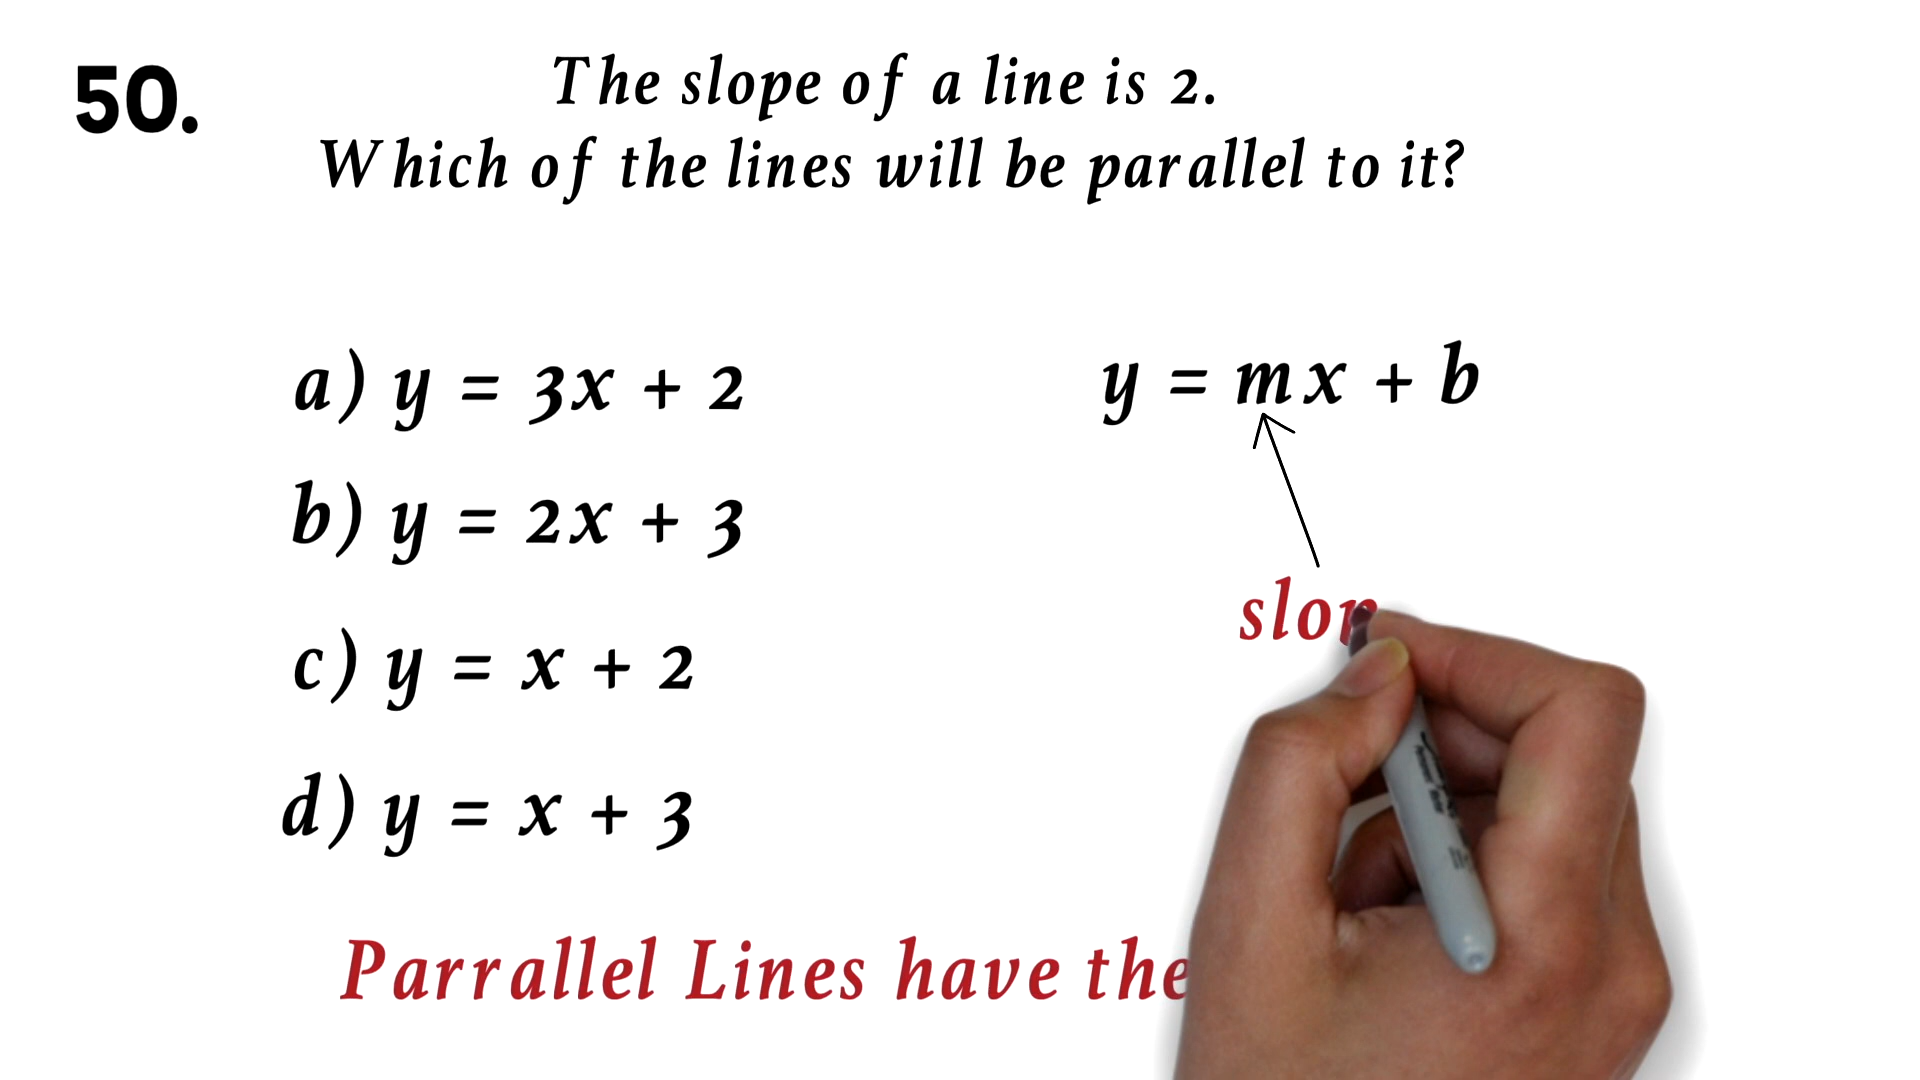 50.
The slope of a line is 2.
Which of the lines will be parallel to it?
a) y = 3x + 2
b) y = 2x + 3
c) y = x + 2
d) y = x + 3
y = mx + b
Parrallel Lines have the